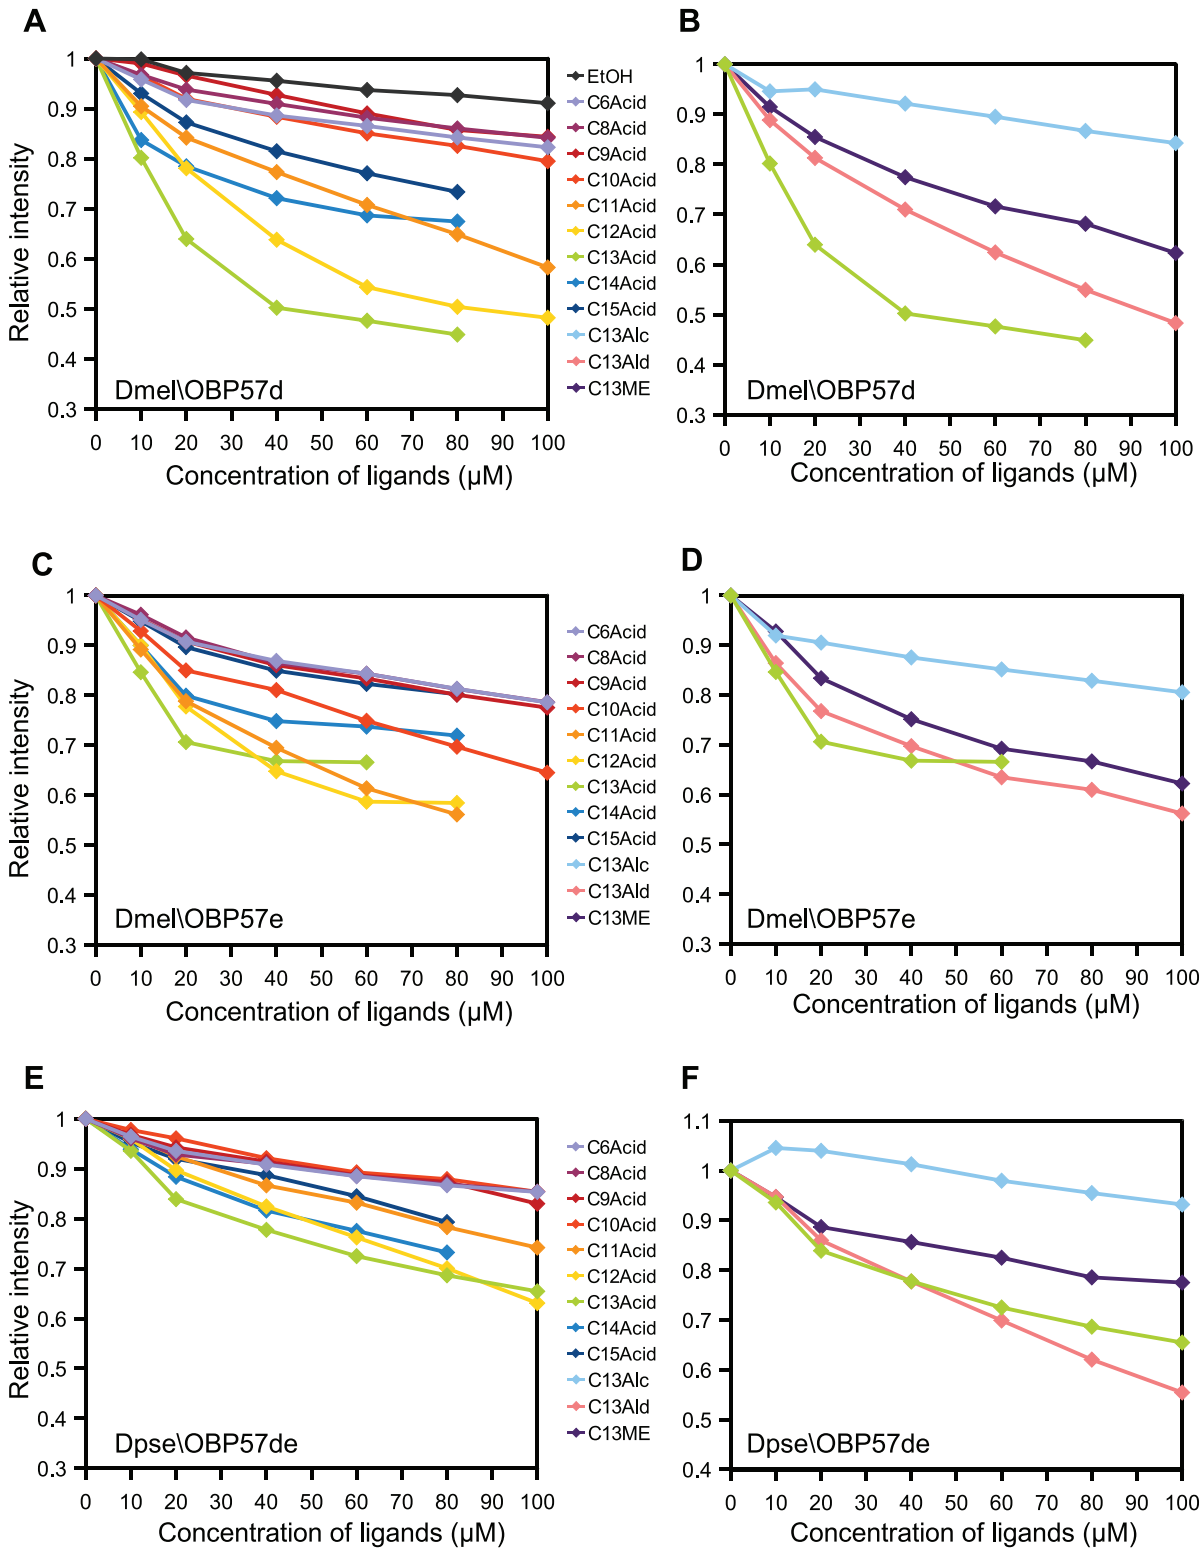 A
1
0.9
0.8
0.7
0.6
0.5
0.4
0.3
Relative intensity
Dmel\OBP57d
0 10 20 30 40 50 60 70 80 90 100
Concentration of ligands (µM)
EtOH
C6Acid
C8Acid
C9Acid
C10Acid
C11Acid
C12Acid
C13Acid
C14Acid
C15Acid
C13Alc
C13Ald
C13ME
B
1
0.9
0.8
0.7
0.6
0.5
0.4
0.3
Dmel\OBP57d
0 10 20 30 40 50 60 70 80 90 100
Concentration of ligands (µM)
C
1
0.9
0.8
0.7
0.6
0.5
0.4
0.3
Relative intensity
Dmel\OBP57e
0 10 20 30 40 50 60 70 80 90 100
Concentration of ligands (µM)
C6Acid
C8Acid
C9Acid
C10Acid
C11Acid
C12Acid
C13Acid
C14Acid
C15Acid
C13Alc
C13Ald
C13ME
D
1
0.9
0.8
0.7
0.6
0.5
0.4
0.3
Dmel\OBP57e
0 10 20 30 40 50 60 70 80 90 100
Concentration of ligands (µM)
E
1
0.9
0.8
0.7
0.6
0.5
0.4
0.3
Relative intensity
Dpse\OBP57de
0 10 20 30 40 50 60 70 80 90 100
Concentration of ligands (µM)
C6Acid
C8Acid
C9Acid
C10Acid
C11Acid
C12Acid
C13Acid
C14Acid
C15Acid
C13Alc
C13Ald
C13ME
F
1.1
1
0.9
0.8
0.7
0.6
0.5
0.4
Dpse\OBP57de
0 10 20 30 40 50 60 70 80 90 100
Concentration of ligands (µM)